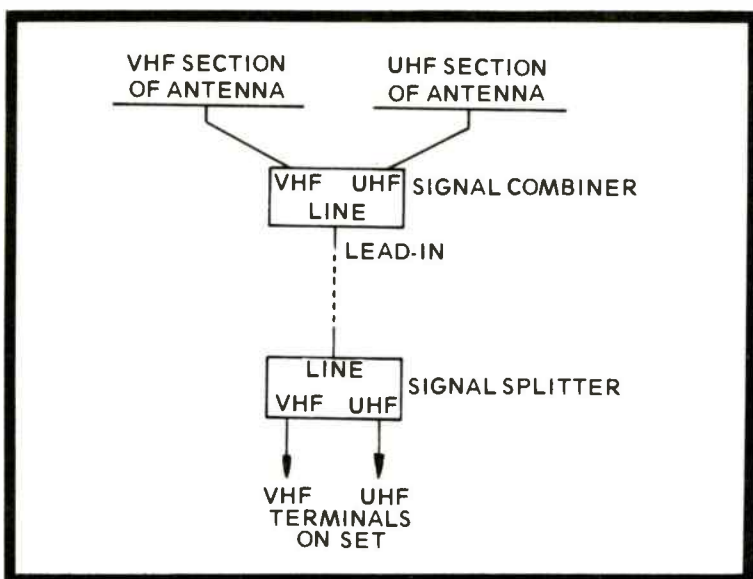 VHF SECTION
OF ANTENNA
UHF SECTION
OF ANTENNA
VHF UHF
LINE
SIGNAL COMBINER
LEAD-IN
LINE
VHF UHF
SIGNAL SPLITTER
VHF UHF
TERMINALS
ON SET